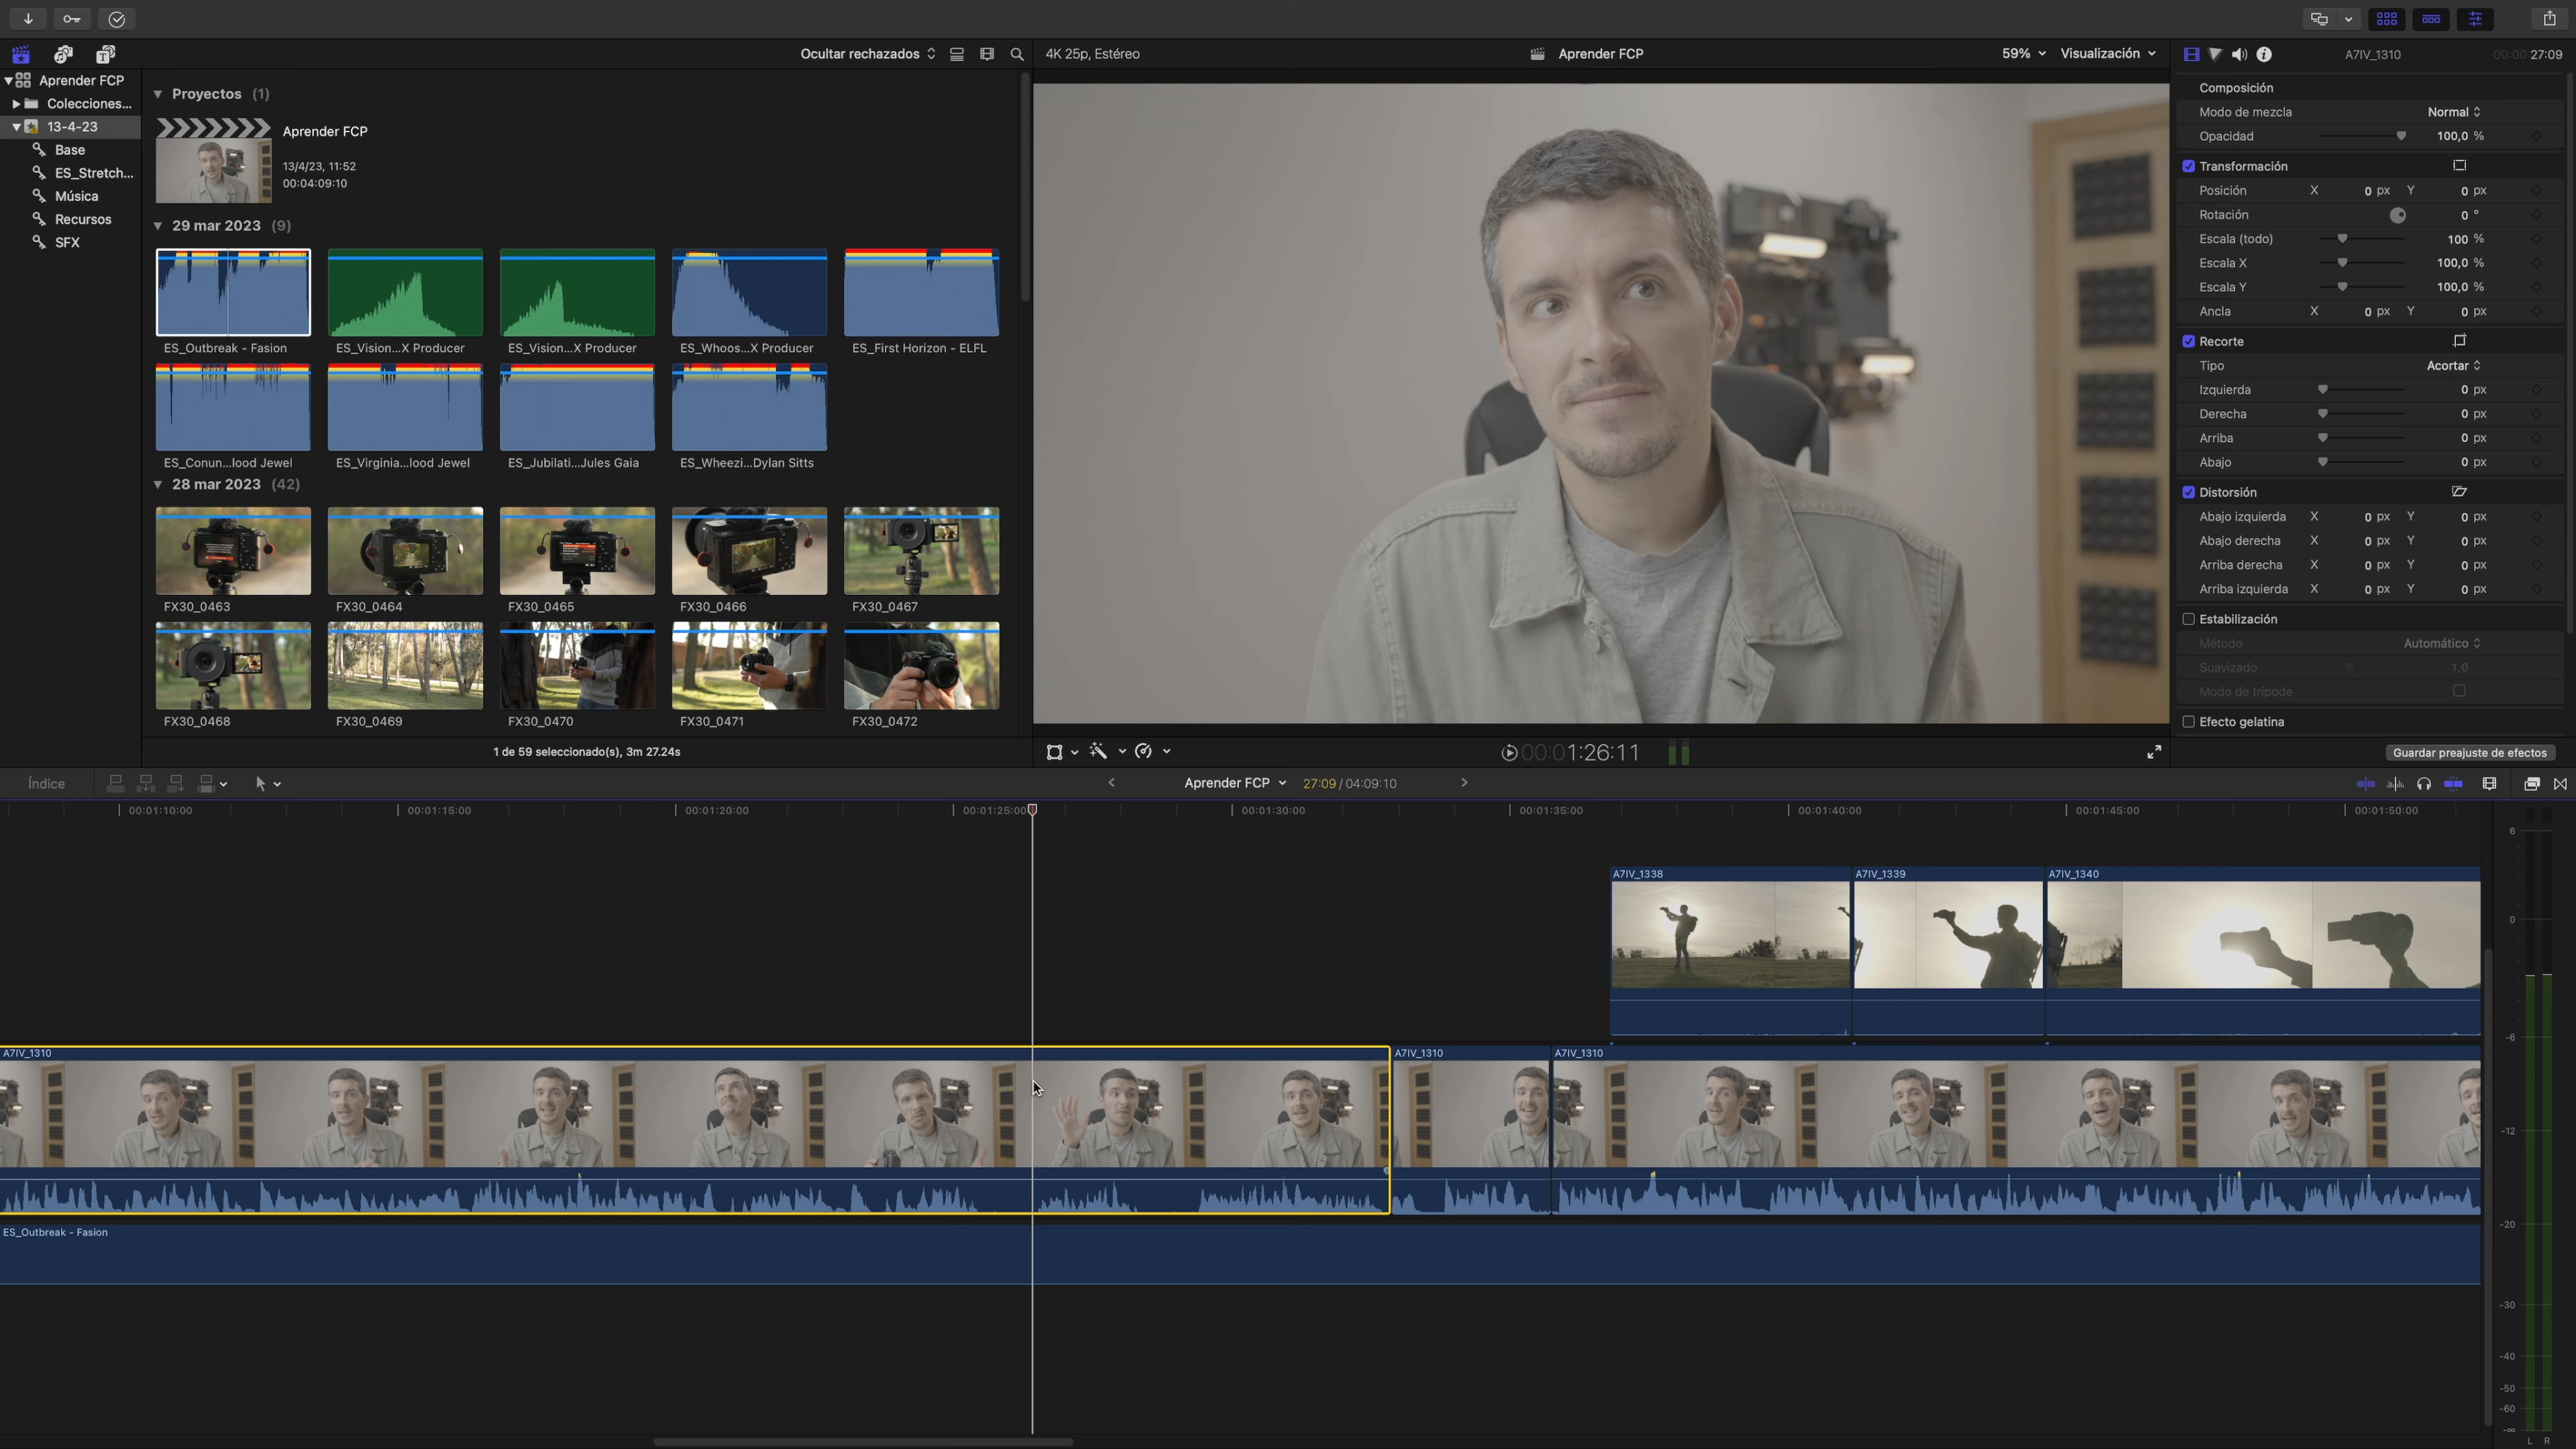 Ocultar rechazados
4K 25p, Estéreo
Aprender FCP
59%
Visualización
A7IV_1310
00:00:27:09
Aprender FCP
Colecciones...
13-4-23
Base
ES_Stretch...
Música
Recursos
SFX
Proyectos (1)
Aprender FCP
13/4/23, 11:52
00:04:09:10
29 mar 2023 (9)
ES_Outbreak - Fasion
ES_Vision...X Producer
ES_Vision...X Producer
ES_Whoos...X Producer
ES_First Horizon - ELFL
ES_Conun...lood Jewel
ES_Virginia...lood Jewel
ES_Jubilati...Jules Gaia
ES_Wheezi...Dylan Sitts
28 mar 2023 (42)
FX30_0463
FX30_0464
FX30_0465
FX30_0466
FX30_0467
FX30_0468
FX30_0469
FX30_0470
FX30_0471
FX30_0472
1 de 59 seleccionado(s), 3m 27.24s
00:01:26:11
Composición
Modo de mezcla Normal
Opacidad 100,0 %
Transformación
Posición X 0 px Y 0 px
Rotación 0 °
Escala (todo) 100 %
Escala X 100,0 %
Escala Y 100,0 %
Ancla X 0 px Y 0 px
Recorte
Tipo Acortar
Izquierda 0 px
Derecha 0 px
Arriba 0 px
Abajo 0 px
Distorsión
Abajo izquierda X 0 px Y 0 px
Abajo derecha X 0 px Y 0 px
Arriba derecha X 0 px Y 0 px
Arriba izquierda X 0 px Y 0 px
Estabilización
Método Automático
Suavizado 1,0
Modo de trípode
Efecto gelatina
Guardar preajuste de efectos
Índice
Aprender FCP
27:09 / 04:09:10
00:01:10:00
00:01:15:00
00:01:20:00
00:01:25:00
00:01:30:00
00:01:35:00
00:01:40:00
00:01:45:00
00:01:50:00
A7IV_1338
A7IV_1339
A7IV_1340
A7IV_1310
A7IV_1310
A7IV_1310
ES_Outbreak - Fasion
6
0
-6
-12
-20
-30
-40
-50
-60
-∞
L R